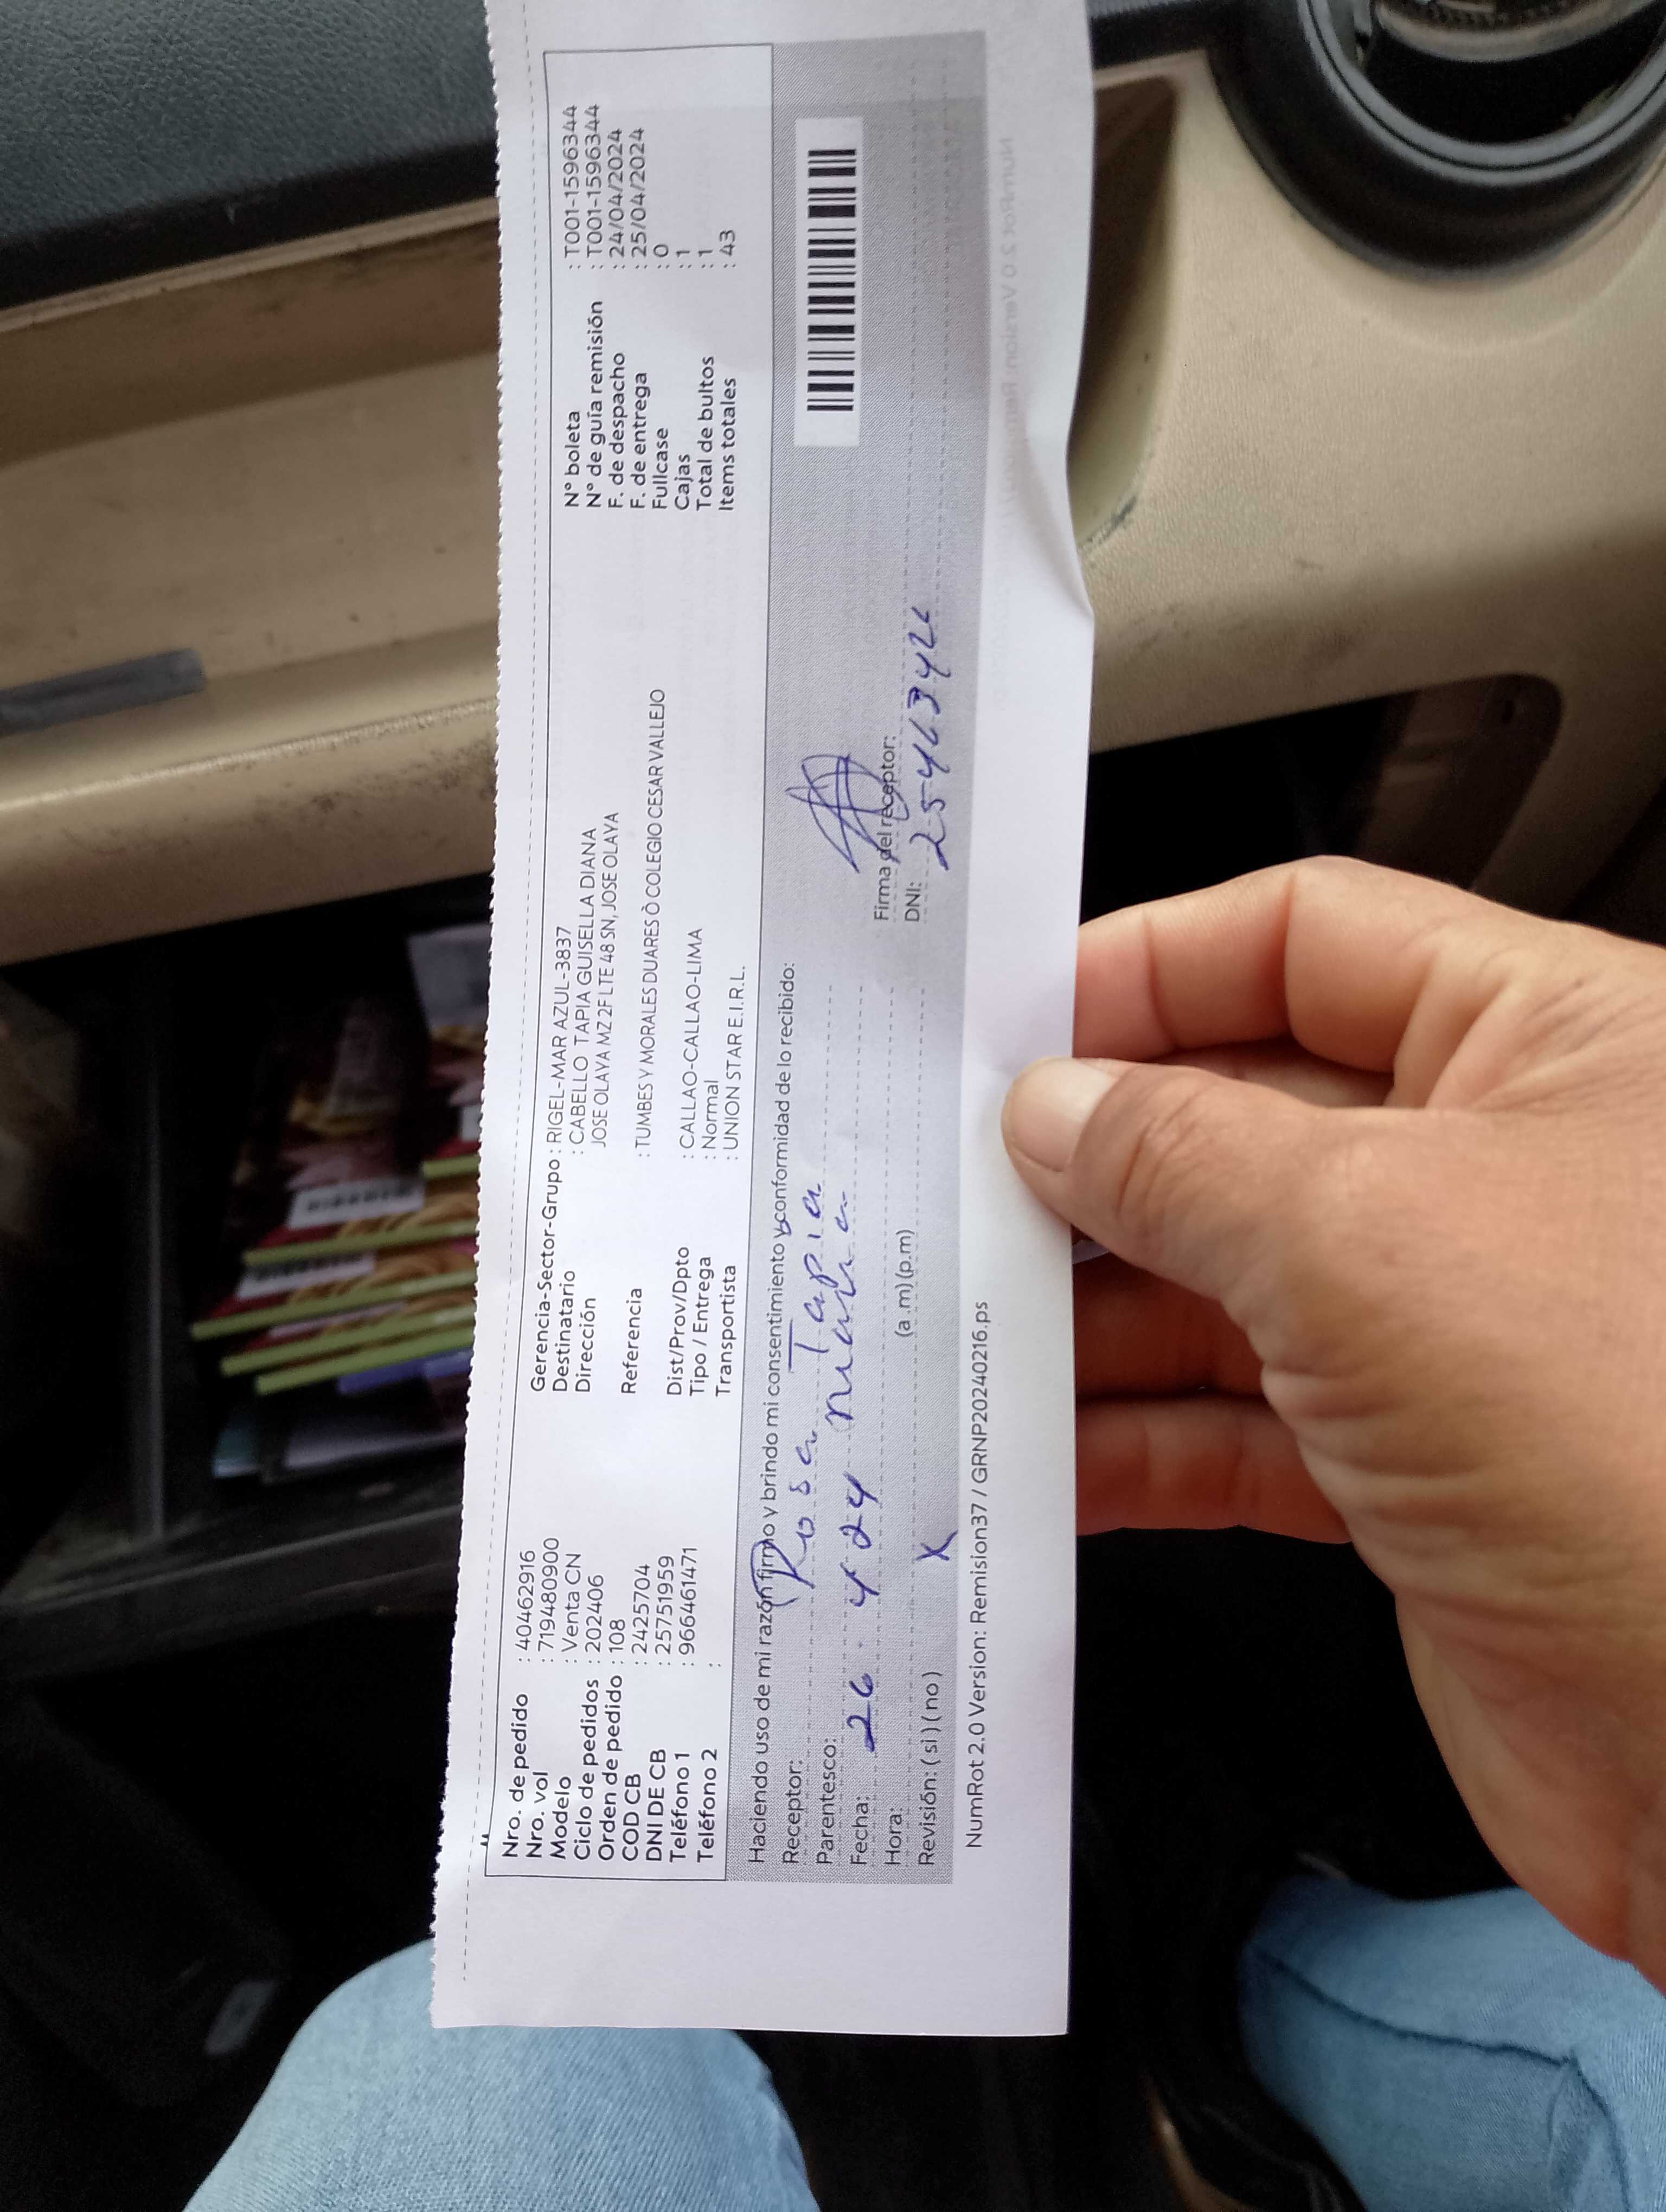 Nro. de pedido : 40462916
Nro. vol : 719480900
Modelo : Venta CN
Ciclo de pedidos : 202406
Orden de pedido : 108
COD CB : 2425704
DNI DE CB : 25751959
Teléfono 1 : 966461471
Teléfono 2 :
Gerencia-Sector-Grupo : RIGEL-MAR AZUL-3837
Destinatario : CABELLO TAPIA GUISELLA DIANA
Dirección JOSE OLAYA MZ 2F LTE 48 SN, JOSE OLAYA
Referencia : TUMBES Y MORALES DUARES Ò COLEGIO CESAR VALLEJO
Dist/Prov/Dpto : CALLAO-CALLAO-LIMA
Tipo / Entrega : Normal
Transportista : UNION STAR E.I.R.L.
N° boleta : T001-1596344
N° de guía remisión : T001-1596344
F. de despacho : 24/04/2024
F. de entrega : 25/04/2024
Fullcase : 0
Cajas : 1
Total de bultos : 1
Items totales : 43
Haciendo uso de mi razón firmo y brindo mi consentimiento y conformidad de lo recibido:
Receptor: Rosa Tapia
Parentesco:
Fecha: 26 4 24
Hora: (a.m) (p.m)
Revisión: ( si ) ( no ) X
Firma del receptor:
DNI: 25463426
NumRot 2.0 Version: Remision37 / GRNP20240216.ps